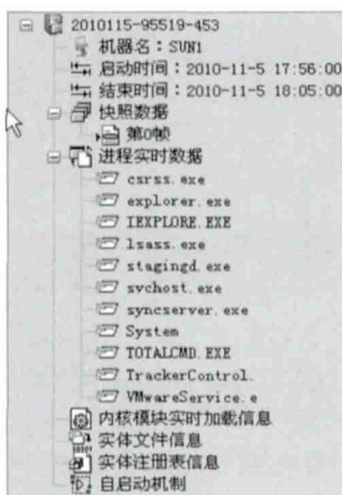 2010115-95519-453
机器名：SUN1
启动时间：2010-11-5 17:56:00
结束时间：2010-11-5 18:05:00
快照数据
第0帧
进程实时数据
csrss.exe
explorer.exe
IEXPLORE.EXE
lsass.exe
stagingd.exe
svchost.exe
syncserver.exe
System
TOTALCMD.EXE
TrackerControl.
VMwareService.e
内核模块实时加载信息
实体文件信息
实体注册表信息
自启动机制